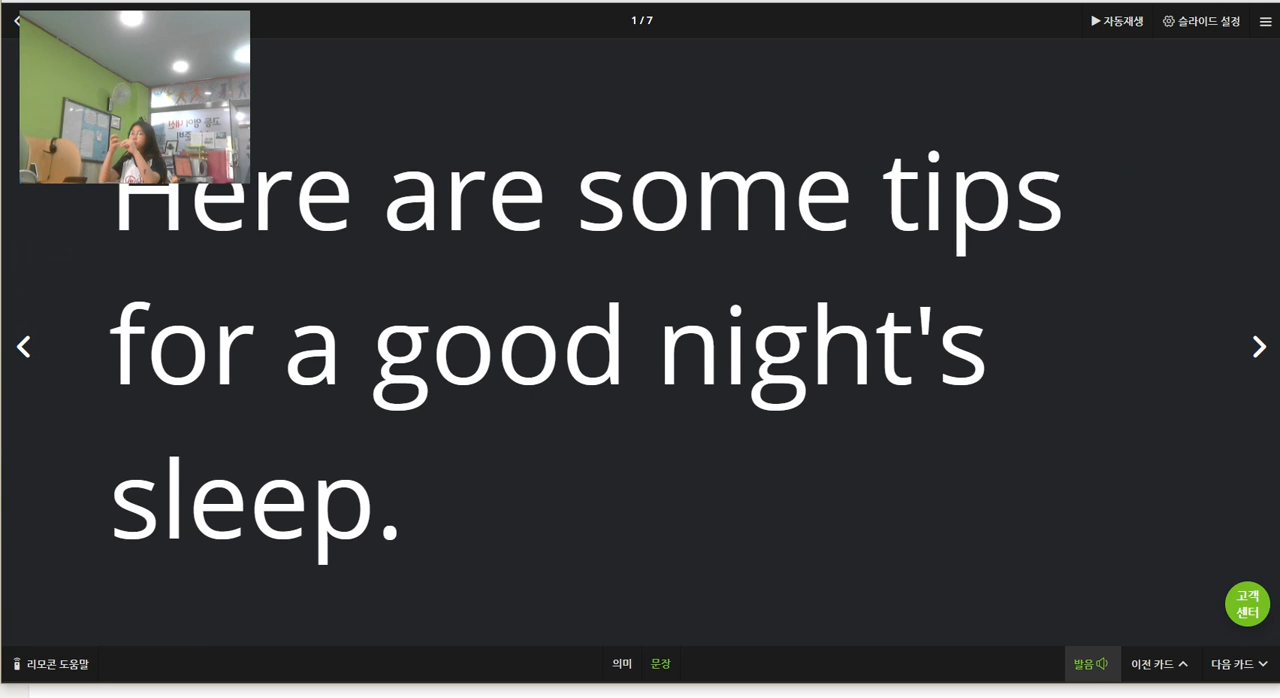 1 / 7
자동재생
슬라이드 설정
Here are some tips
for a good night's
sleep.
고객
센터
리모콘 도움말
의미
문장
발음
이전 카드
다음 카드